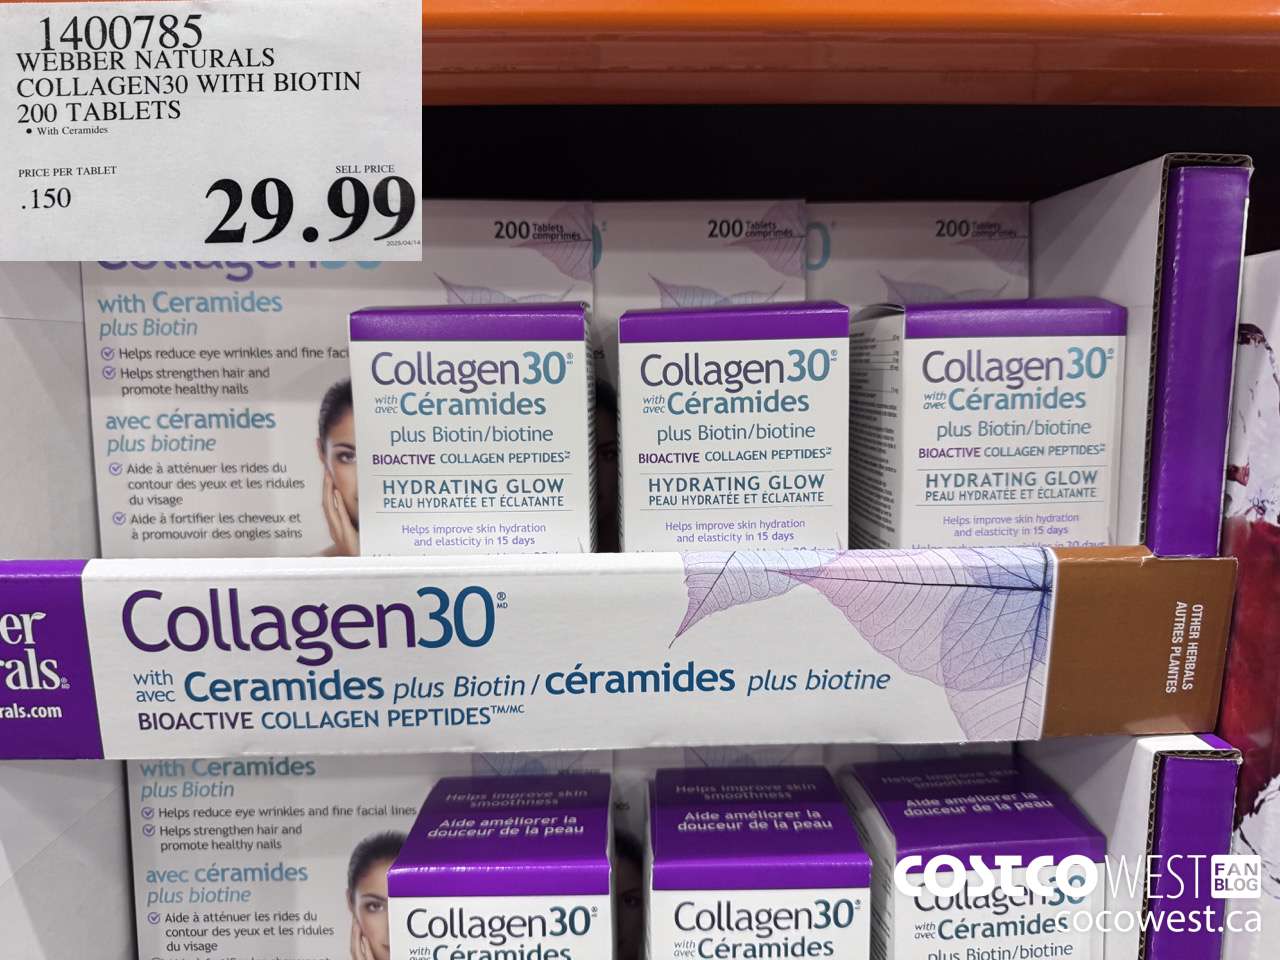 1400785
WEBBER NATURALS
COLLAGEN30 WITH BIOTIN
200 TABLETS
• With Ceramides
PRICE PER TABLET
.150
SELL PRICE
29.99
2025/04/14
200 Tablets comprimés
200 Tablets comprimés
200 Tablets comprimés
Collagen30
with Ceramides
plus Biotin
Helps reduce eye wrinkles and fine faci
Helps strengthen hair and
promote healthy nails
avec céramides
plus biotine
Aide à atténuer les rides du
contour des yeux et les ridules
du visage
Aide à fortifier les cheveux et
à promouvoir des ongles sains
Collagen30
with avec Céramides
plus Biotin/biotine
BIOACTIVE COLLAGEN PEPTIDES
HYDRATING GLOW
PEAU HYDRATÉE ET ÉCLATANTE
Helps improve skin hydration
and elasticity in 15 days
Collagen30
with avec Céramides
plus Biotin/biotine
BIOACTIVE COLLAGEN PEPTIDES
HYDRATING GLOW
PEAU HYDRATÉE ET ÉCLATANTE
Helps improve skin hydration
and elasticity in 15 days
Collagen30
with avec Céramides
plus Biotin/biotine
BIOACTIVE COLLAGEN PEPTIDES
HYDRATING GLOW
PEAU HYDRATÉE ET ÉCLATANTE
Helps improve skin hydration
and elasticity in 15 days
er
rals®
rals.com
Collagen30® MD
with avec Ceramides plus Biotin / céramides plus biotine
BIOACTIVE COLLAGEN PEPTIDES™/MC
OTHER HERBALS
AUTRES PLANTES
with Ceramides
plus Biotin
Helps reduce eye wrinkles and fine facial lines
Helps strengthen hair and
promote healthy nails
avec céramides
plus biotine
Aide à atténuer les rides du
contour des yeux et les ridules
du visage
Helps improve skin
smoothness
Aide améliorer la
douceur de la peau
Collagen30
with avec Céramides
Helps improve skin
smoothness
Aide améliorer la
douceur de la peau
Collagen30
with avec Céramides
Helps improve skin
Aide améliorer la
douceur de la peau
Collagen30
with avec Céramides
plus Biotin/biotine
COSTCO WEST FAN BLOG
cocowest.ca